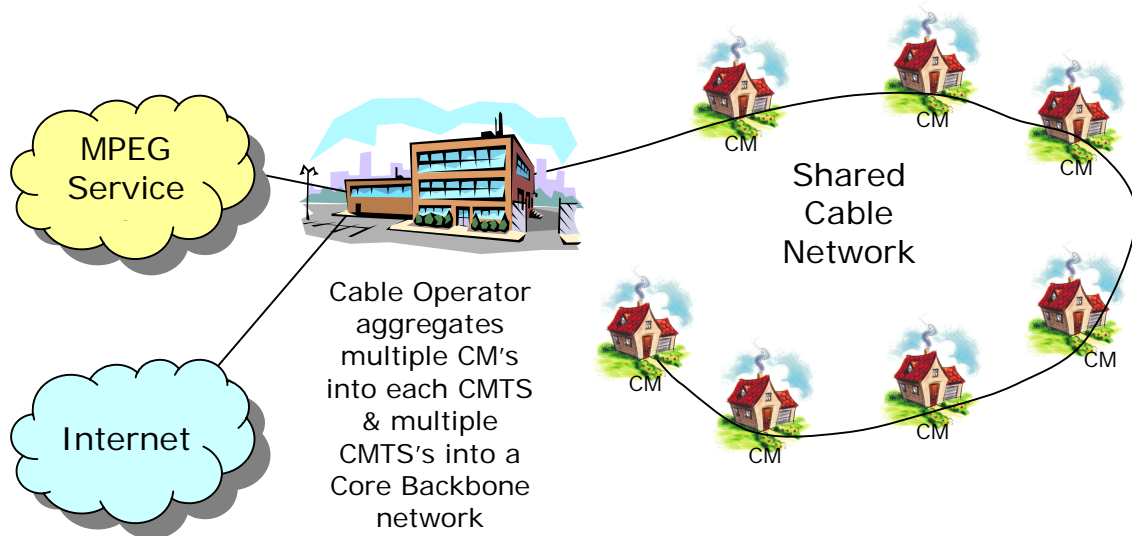 MPEG
Service
Internet
Cable Operator
aggregates
multiple CM's
into each CMTS
& multiple
CMTS's into a
Core Backbone
network
CM
CM
CM
Shared
Cable
Network
CM
CM
CM
CM